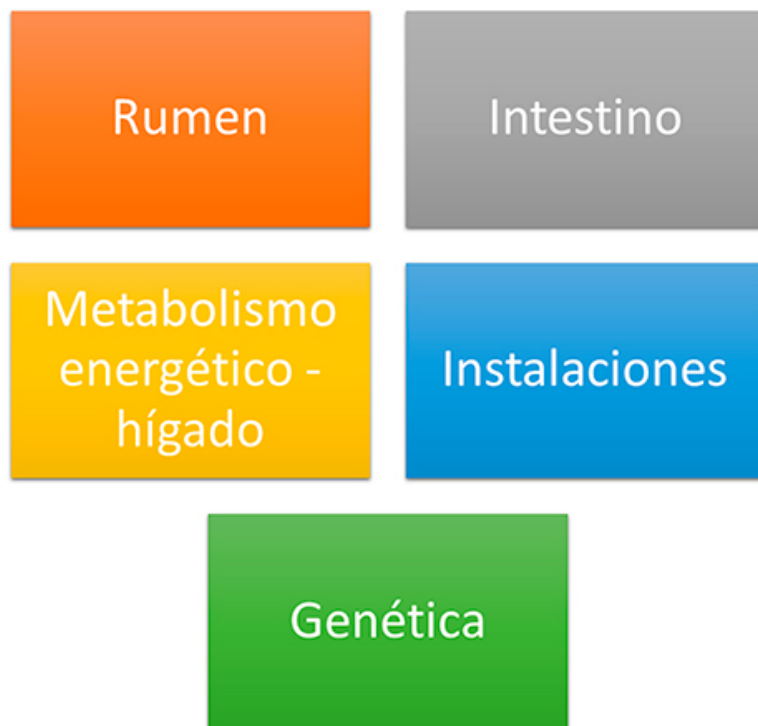 Rumen
Intestino
Metabolismo
energético -
hígado
Instalaciones
Genética